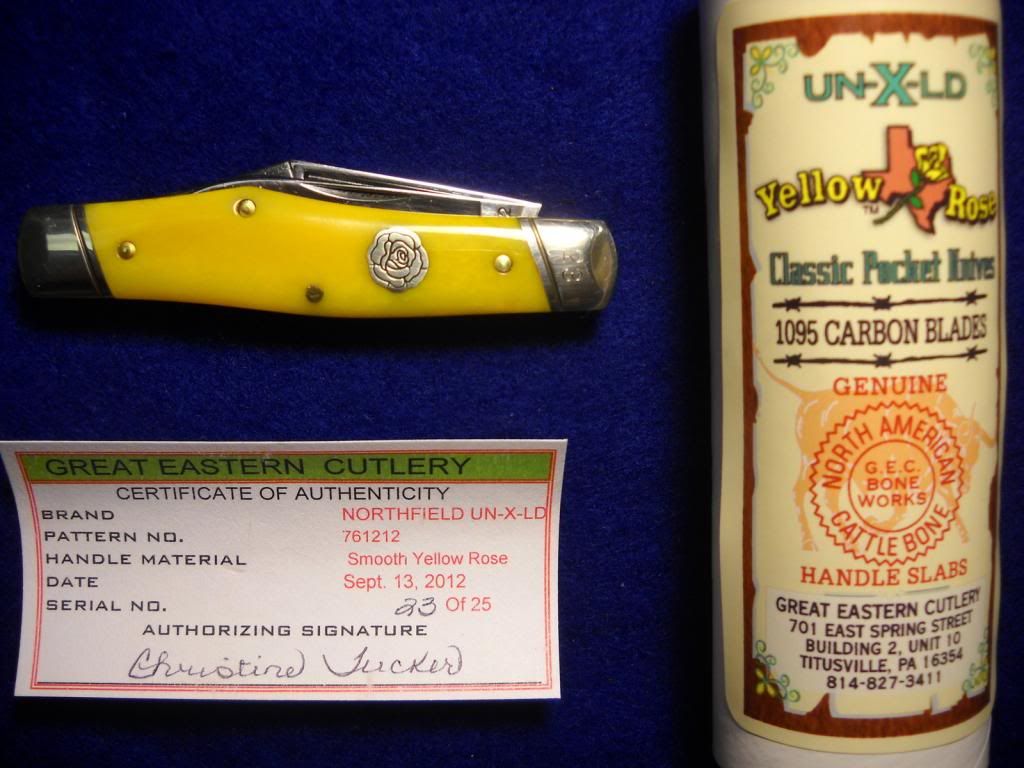 UN-X-LD
Yellow Rose
TM
Classic Pocket Knives
1095 CARBON BLADES
GENUINE
NORTH AMERICAN
G.E.C.
BONE
WORKS
CATTLE BONE
HANDLE SLABS
GREAT EASTERN CUTLERY
701 EAST SPRING STREET
BUILDING 2, UNIT 10
TITUSVILLE, PA 16354
814-827-3411
GREAT EASTERN CUTLERY
CERTIFICATE OF AUTHENTICITY
BRAND NORTHFIELD UN-X-LD
PATTERN NO. 761212
HANDLE MATERIAL Smooth Yellow Rose
DATE Sept. 13, 2012
SERIAL NO. 23 Of 25
AUTHORIZING SIGNATURE
Christine Tucker